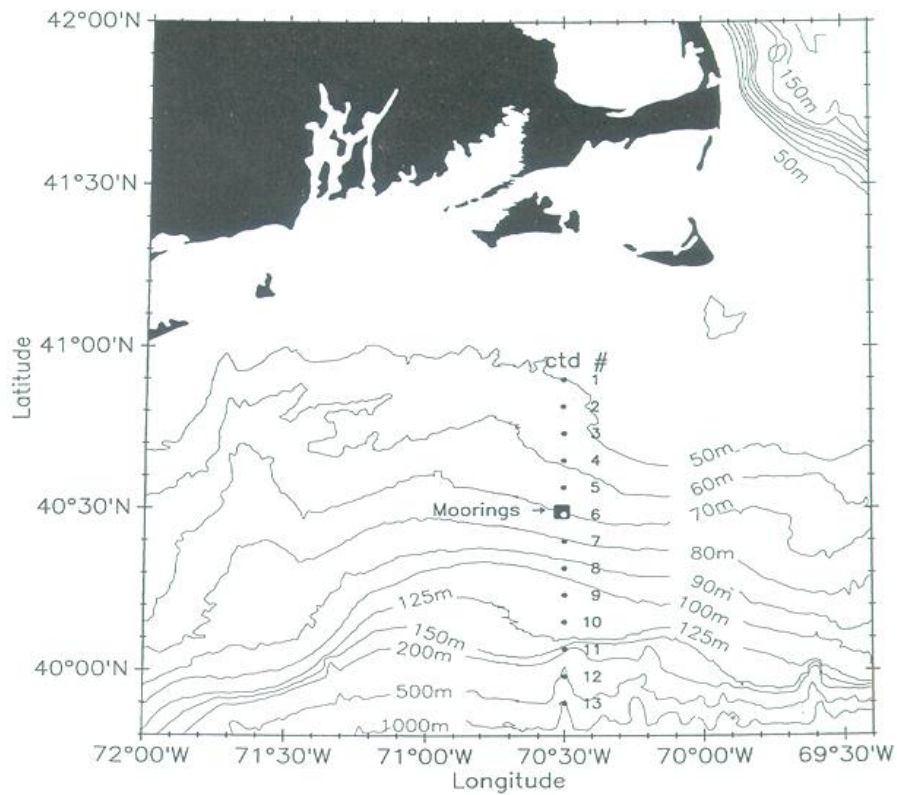 42°00'N
150m
50m
41°30'N
41°00'N
ctd #
1
2
3
4
50m
5
60m
40°30'N
Moorings → 6
70m
7
80m
8
90m
9
100m
125m
10
125m
150m
11
200m
40°00'N
12
500m
13
1000m
72°00'W 71°30'W 71°00'W 70°30'W 70°00'W 69°30'W
Longitude
Latitude